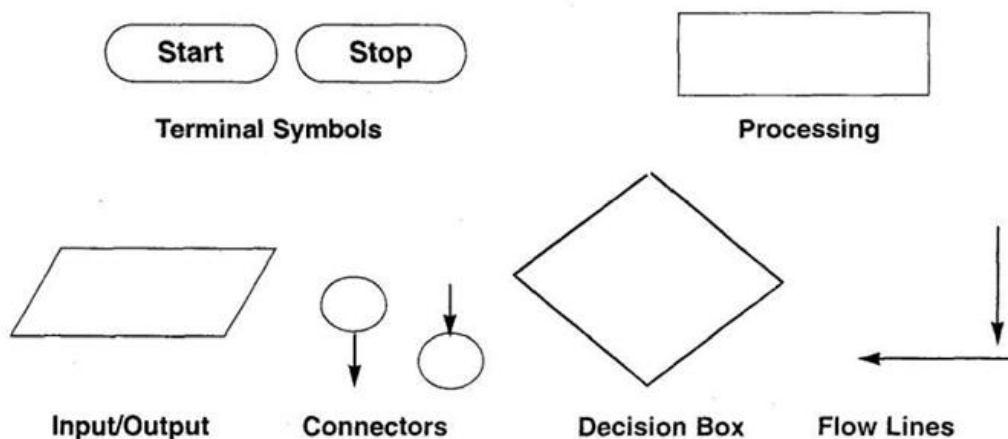 Start Stop
Terminal Symbols Processing
Input/Output Connectors Decision Box Flow Lines